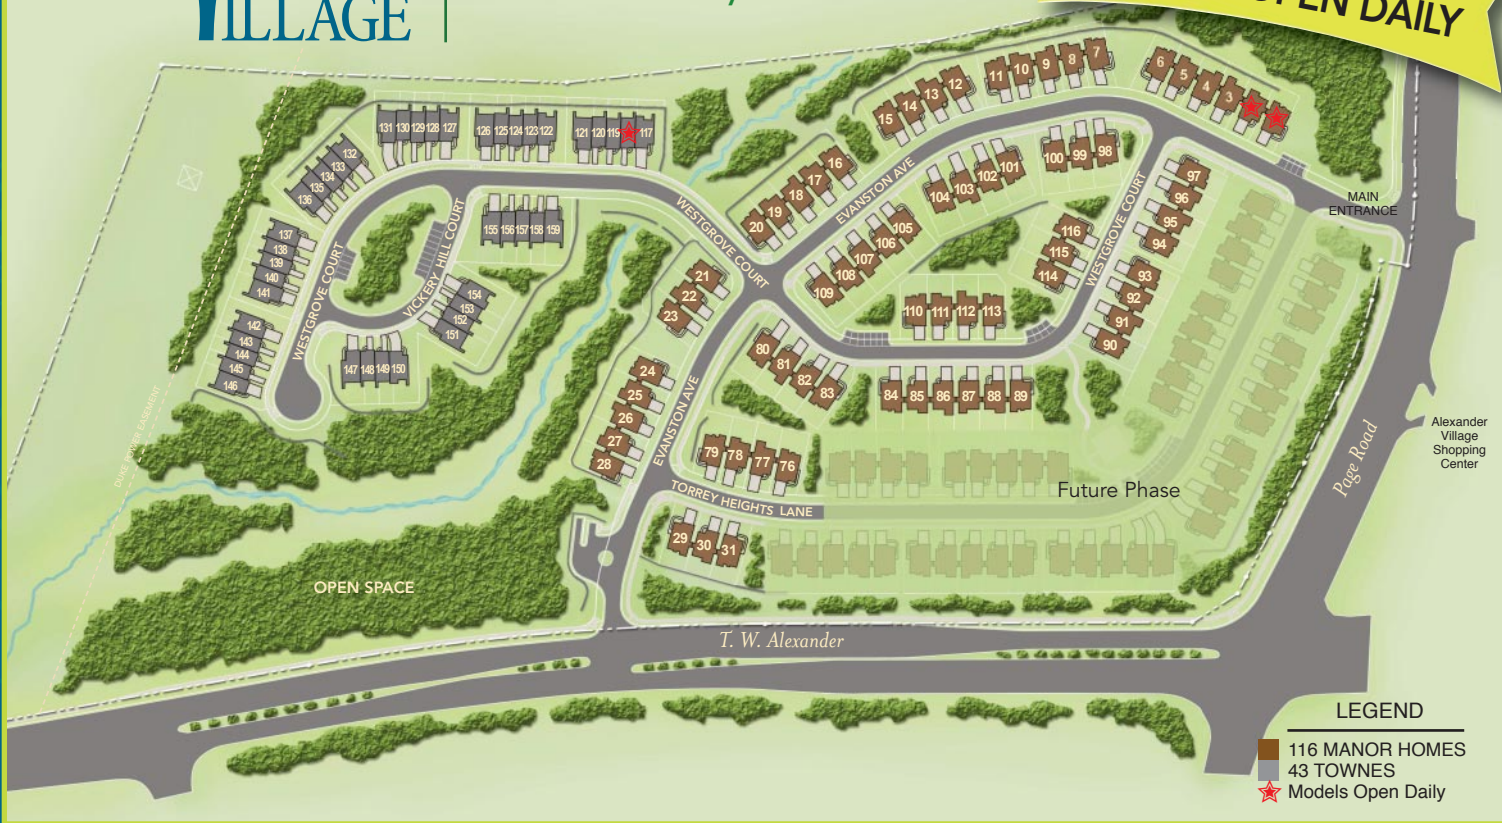 VILLAGE
OPEN DAILY
MAIN
ENTRANCE
WESTGROVE COURT
WESTGROVE COURT
WESTGROVE COURT
VICKERY HILL COURT
EVANSTON AVE
EVANSTON AVE
TORREY HEIGHTS LANE
DUKE POWER EASEMENT
OPEN SPACE
Future Phase
T. W. Alexander
Page Road
Alexander
Village
Shopping
Center
131 130 129 128 127
126 125 124 123 122
121 120 119 117
132
133
134
135
136
137
138
139
140
141
142
143
144
145
146
147 148 149 150
151
152
153
154
155 156 157 158 159
15 14 13 12
11 10 9 8 7
6 5 4 3
20 19 18 17 16
104 103 102 101
100 99 98
109 108 107 106 105
97
96
95
94
93
92
91
90
116
115
114
110 111 112 113
21
22
23
24
25
26
27
28
80
81
82
83
84 85 86 87 88 89
79 78 77 76
29 30 31
LEGEND
116 MANOR HOMES
43 TOWNES
Models Open Daily